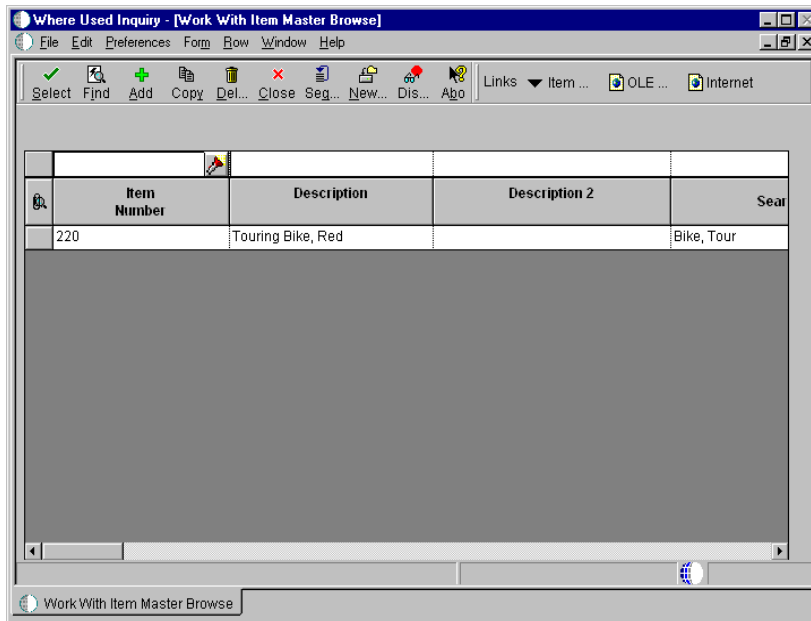 Where Used Inquiry - [Work With Item Master Browse]
File Edit Preferences Form Row Window Help
Select Find Add Copy Del... Close Seg... New... Dis... Abo Links Item ... OLE ... Internet
Item Number Description Description 2 Sear
220 Touring Bike, Red Bike, Tour
Work With Item Master Browse